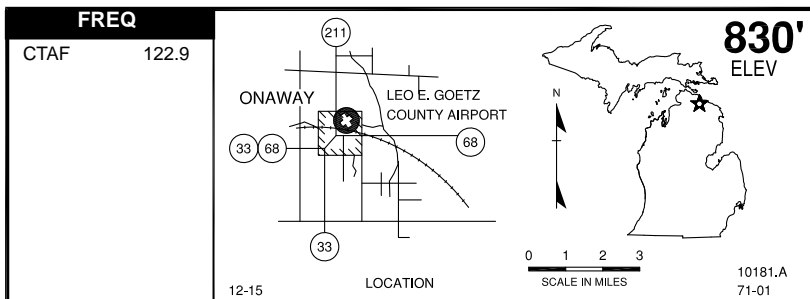 FREQ
CTAF 122.9
211
ONAWAY
LEO E. GOETZ
COUNTY AIRPORT
33 68
68
33
12-15
LOCATION
N
830'
ELEV
0 1 2 3
SCALE IN MILES
10181.A
71-01